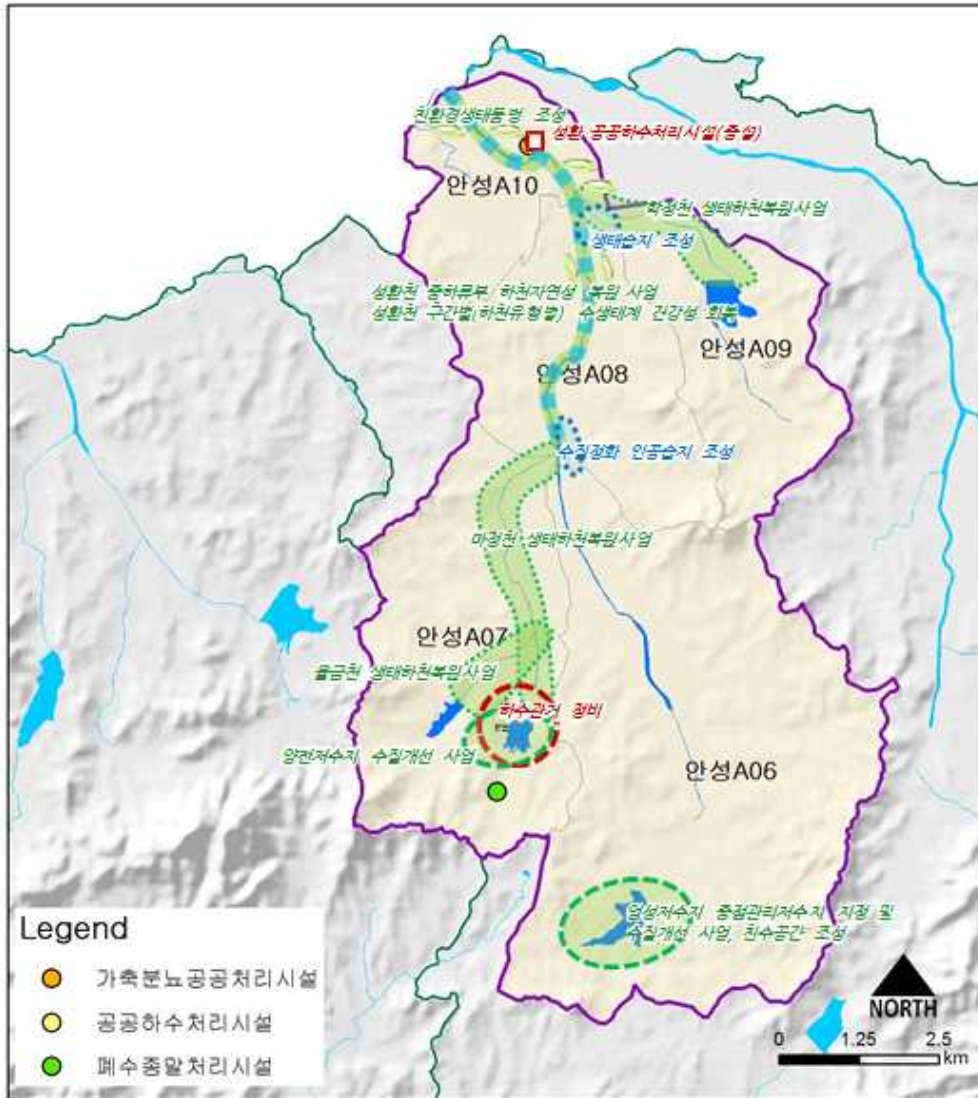 친환경생태둠벙 조성
성환 공공하수처리시설(증설)
안성A10
학정천 생태하천복원사업
생태습지 조성
성환천 중하류부 하천자연성 복원 사업
성환천 구간별(하천유형별) 수생태계 건강성 회복
안성A09
안성A08
수질정화 인공습지 조성
마정천 생태하천복원사업
안성A07
율금천 생태하천복원사업
하수관거 정비
양전저수지 수질개선 사업
안성A06
업성저수지 중점관리저수지 지정 및
수질개선 사업, 친수공간 조성
Legend
가축분뇨공공처리시설
공공하수처리시설
폐수종말처리시설
NORTH
0 1.25 2.5
km